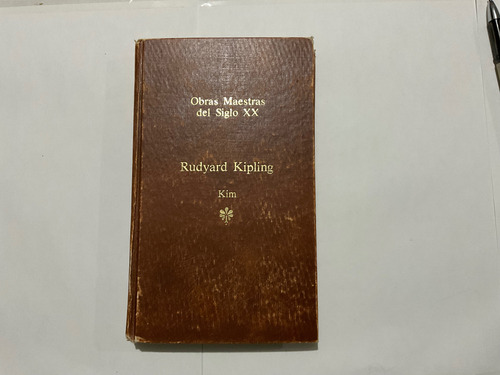 Obras Maestras
del Siglo XX
Rudyard Kipling
Kim